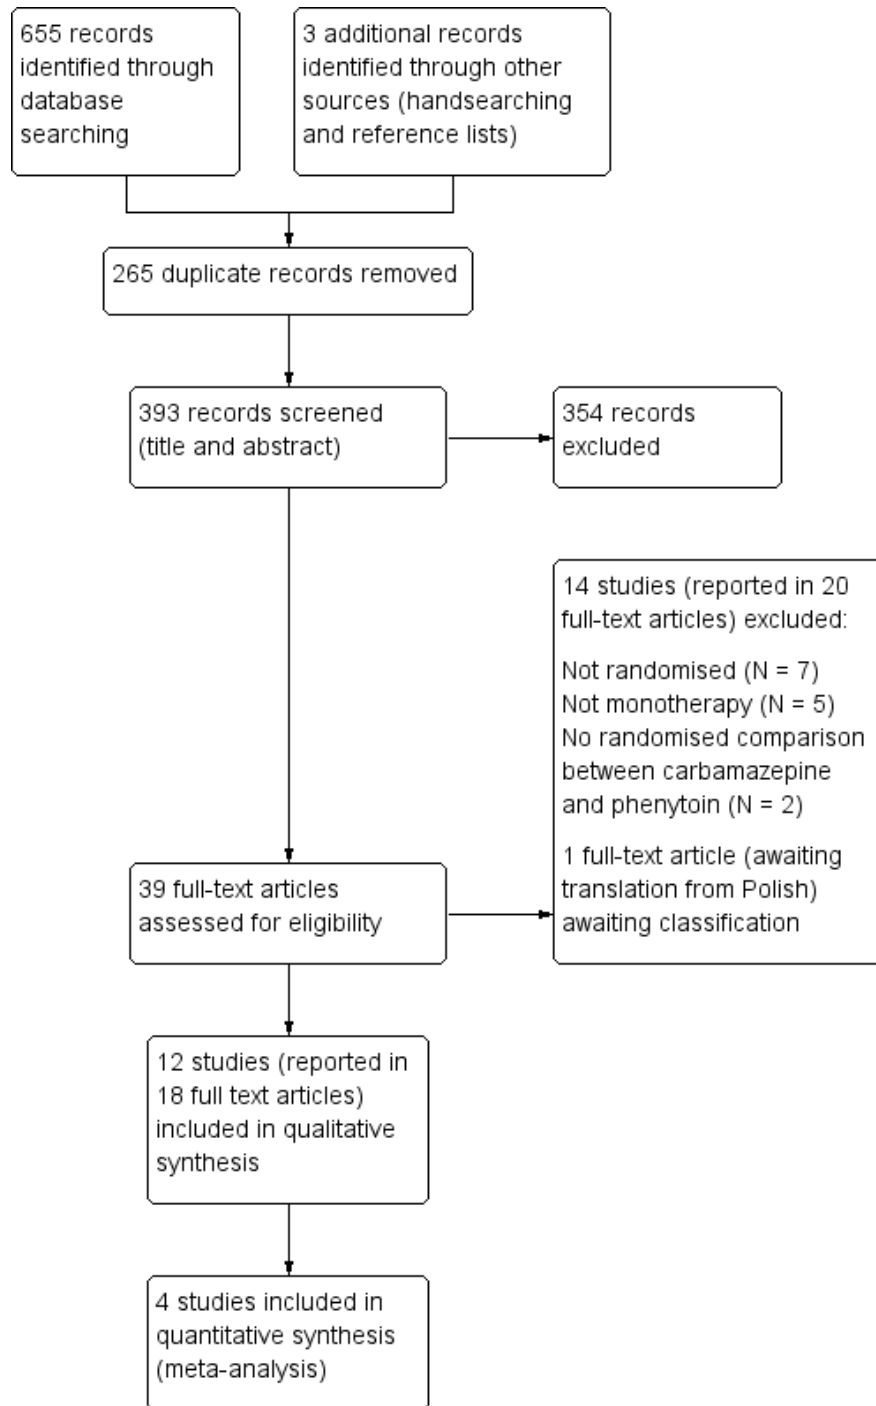 655 records
identified through
database
searching
3 additional records
identified through other
sources (handsearching
and reference lists)
265 duplicate records removed
393 records screened
(title and abstract)
354 records
excluded
14 studies (reported in 20
full-text articles) excluded:
Not randomised (N = 7)
Not monotherapy (N = 5)
No randomised comparison
between carbamazepine
and phenytoin (N = 2)
1 full-text article (awaiting
translation from Polish)
awaiting classification
39 full-text articles
assessed for eligibility
12 studies (reported in
18 full text articles)
included in qualitative
synthesis
4 studies included in
quantitative synthesis
(meta-analysis)